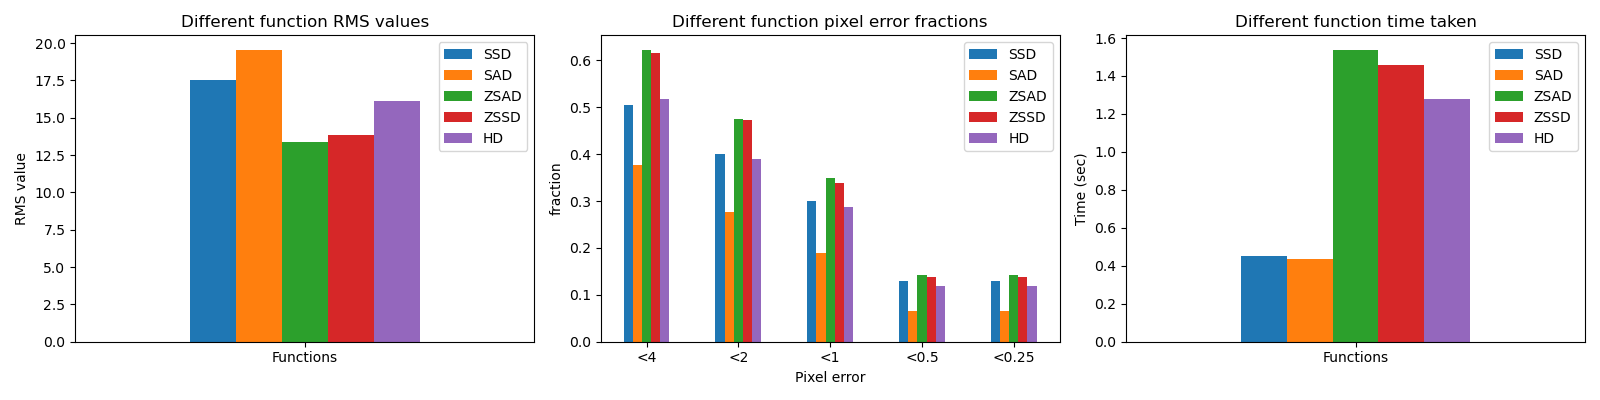 Different function RMS values
RMS value
20.0
17.5
15.0
12.5
10.0
7.5
5.0
2.5
0.0
Functions
SSD
SAD
ZSAD
ZSSD
HD
Different function pixel error fractions
fraction
0.6
0.5
0.4
0.3
0.2
0.1
0.0
<4 <2 <1 <0.5 <0.25
Pixel error
SSD
SAD
ZSAD
ZSSD
HD
Different function time taken
Time (sec)
1.6
1.4
1.2
1.0
0.8
0.6
0.4
0.2
0.0
Functions
SSD
SAD
ZSAD
ZSSD
HD